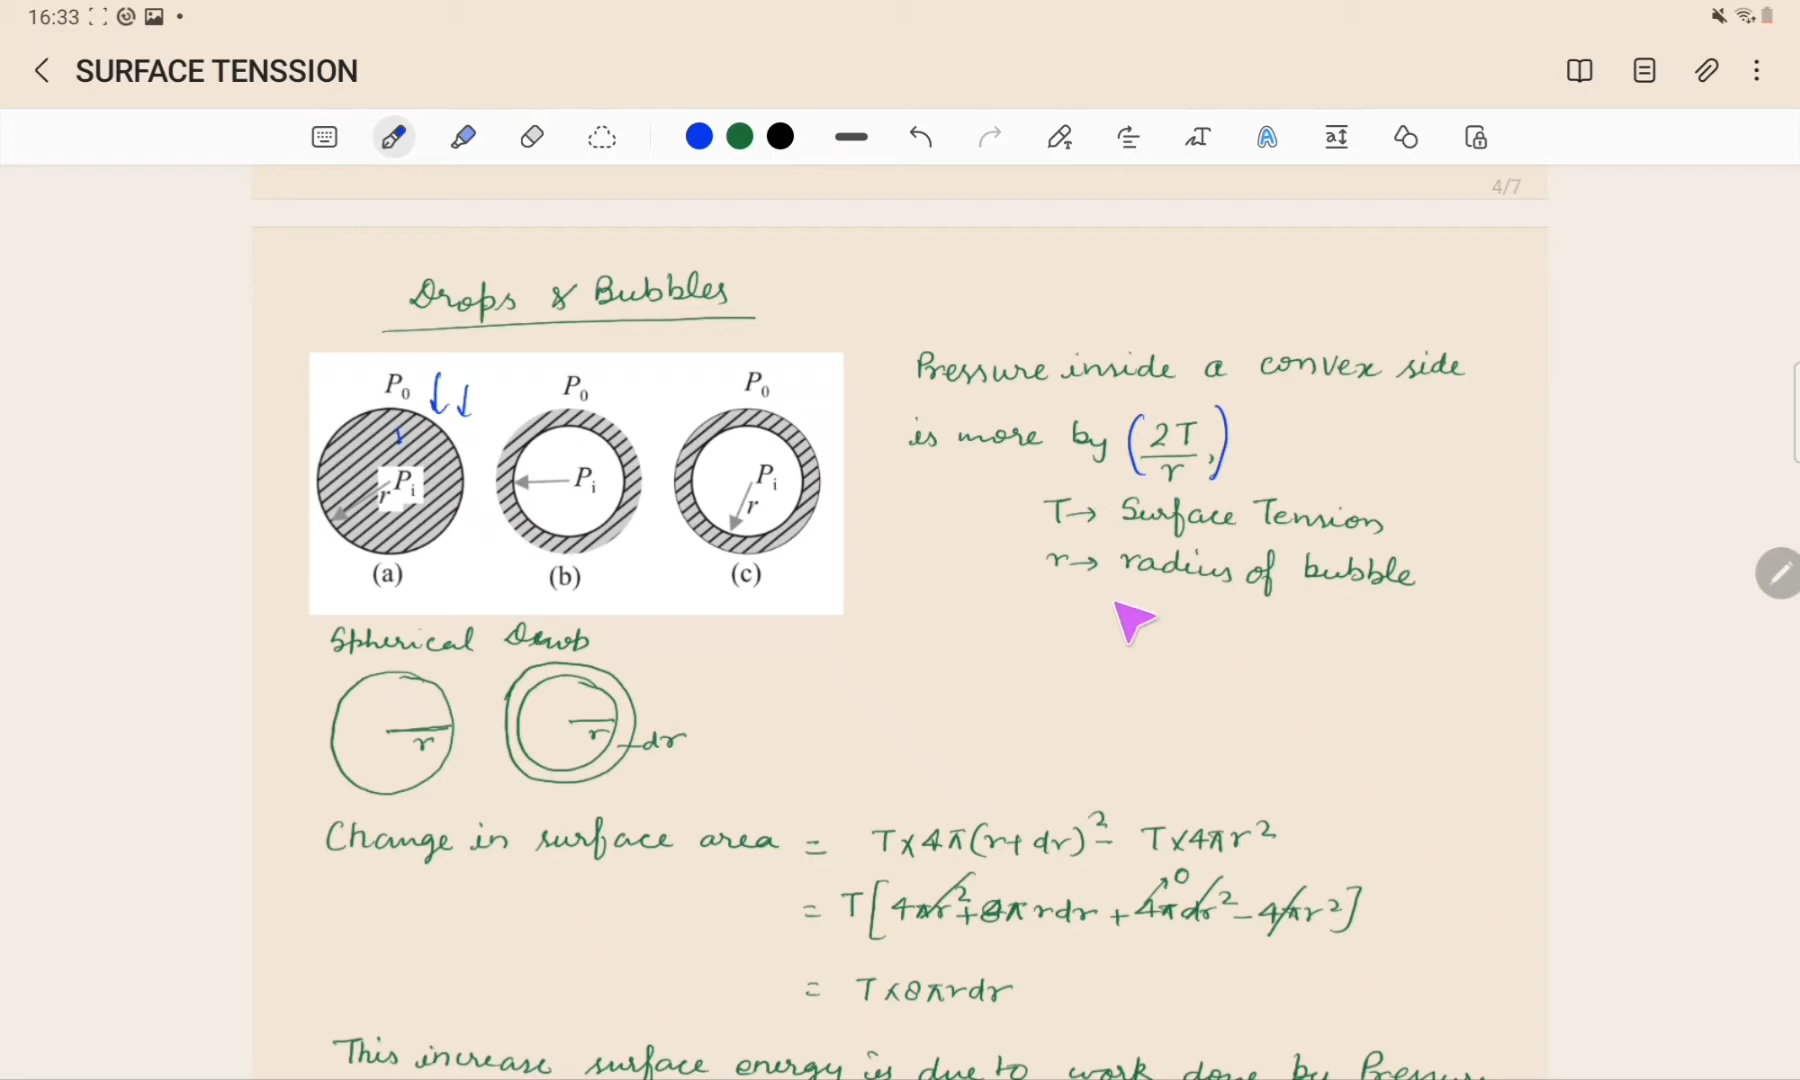 16:33
SURFACE TENSSION
4/7
Drops & Bubbles
P0 P0 P0
Pi r Pi Pi r
(a) (b) (c)
Pressure inside a convex side
is more by (2T/r,)
T→ Surface Tension
r→ radius of bubble
Spherical Drop
r r dr
Change in surface area = T×4π(r+dr)² - T×4πr²
= T[4πr²+8πrdr+4πdr²-4πr²]
0
= T×8πrdr
This increase surface energy is due to work done by Pressure